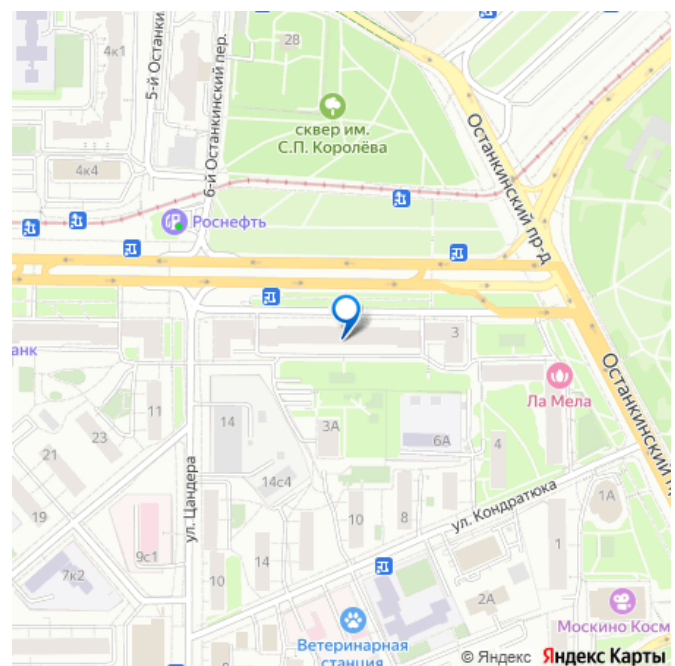 4к1
28
5-й Останки
6-й Останкинский пер.
сквер им.
С.П. Королёва
Останкинский пр-д
4к4
Роснефть
3
анк
Останкинский п
Ла Мела
11
14
3А
6А
23
4
21
ул. Цандера
14с4
1А
19
10
8
ул. Кондратюка
9с1
14
1
7к2
10
2А
Москино Косм
Ветеринарная
станция
© Яндекс Яндекс Карты